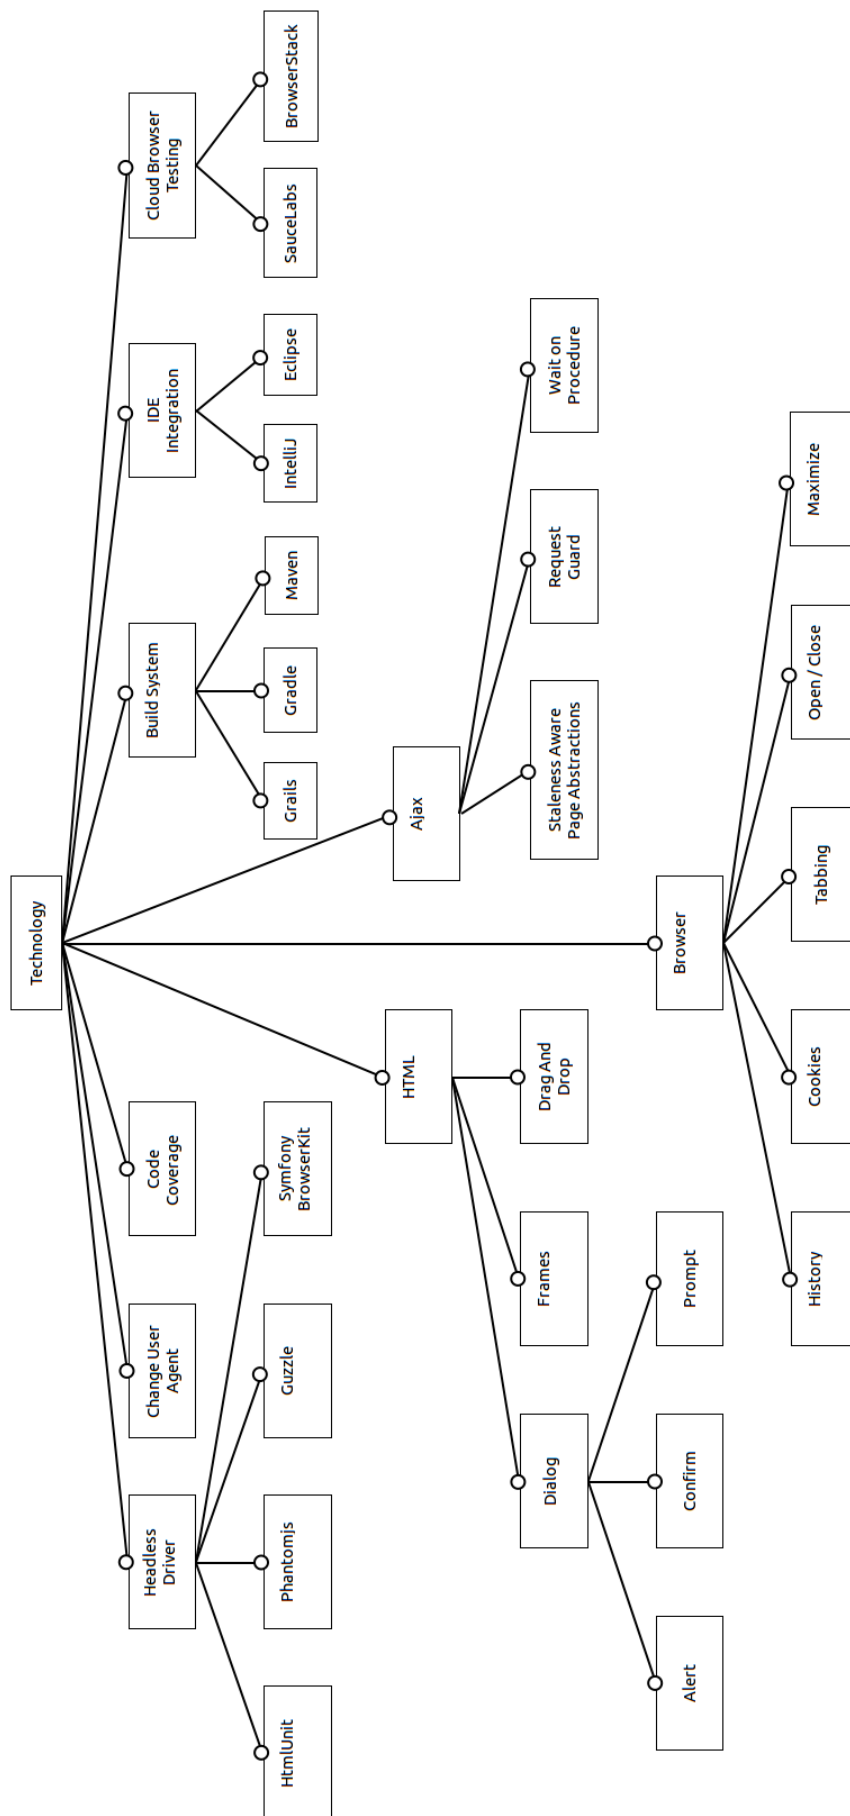 Technology
Headless
Driver
Change User
Agent
Code
Coverage
Build System
IDE
Integration
Cloud Browser
Testing
HtmlUnit
Phantomjs
Guzzle
Symfony
BrowserKit
Grails
Gradle
Maven
IntelliJ
Eclipse
SauceLabs
BrowserStack
HTML
Ajax
Dialog
Frames
Drag And
Drop
Staleness Aware
Page Abstractions
Request
Guard
Wait on
Procedure
Alert
Confirm
Prompt
Browser
History
Cookies
Tabbing
Open / Close
Maximize